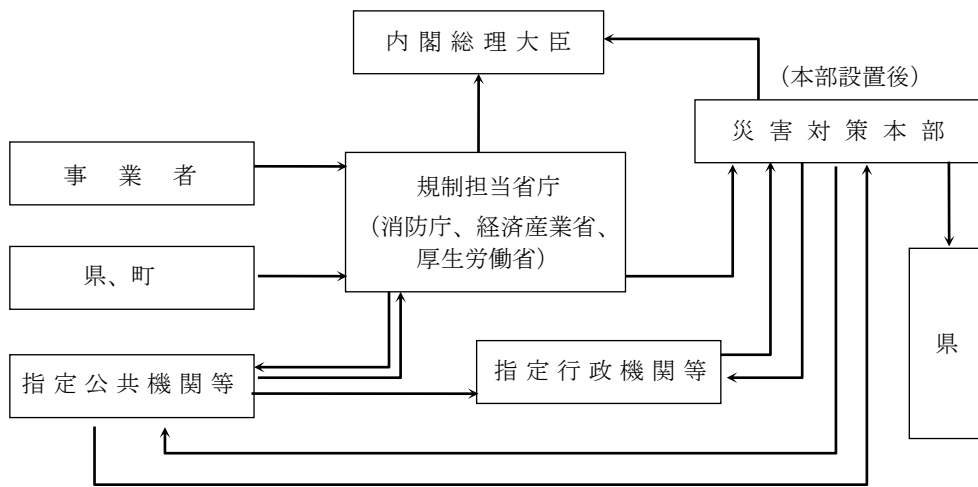 内閣総理大臣
（本部設置後）
災害対策本部
事業者
規制担当省庁
（消防庁、経済産業省、
厚生労働省）
県、町
県
指定公共機関等
指定行政機関等